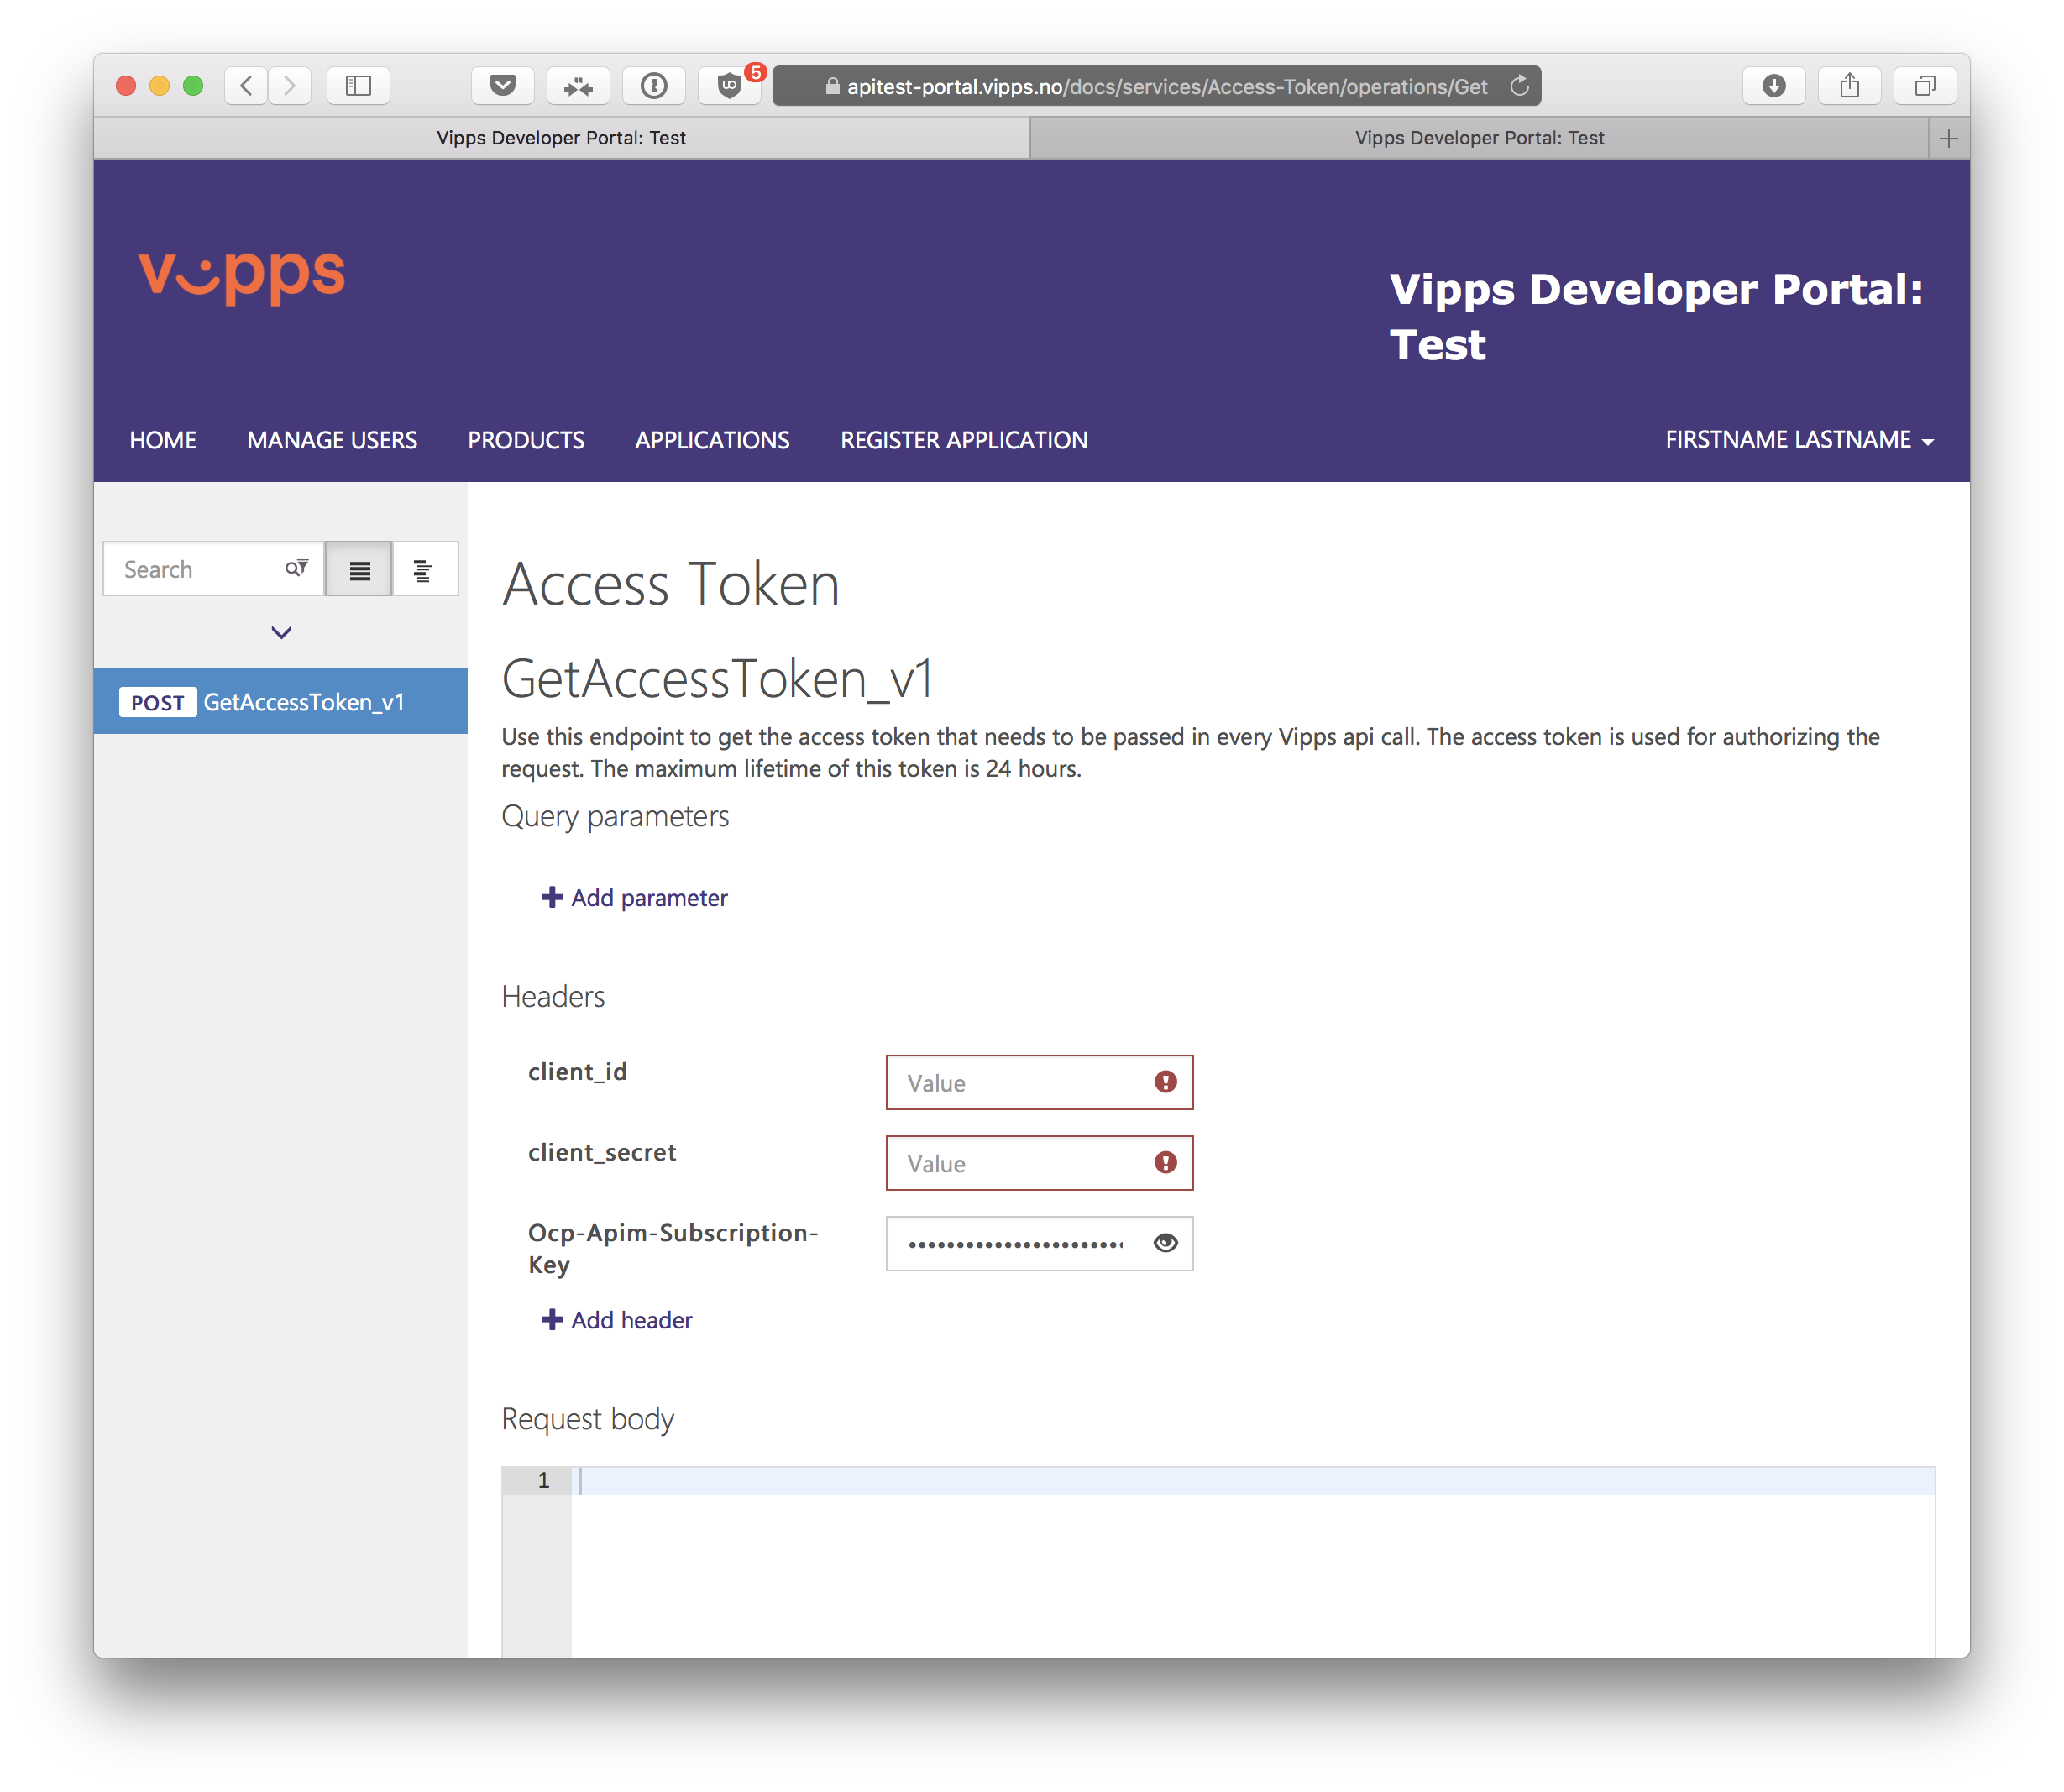 5
apitest-portal.vipps.no/docs/services/Access-Token/operations/Get
Vipps Developer Portal: Test
Vipps Developer Portal: Test
vipps
Vipps Developer Portal:
Test
HOME MANAGE USERS PRODUCTS APPLICATIONS REGISTER APPLICATION FIRSTNAME LASTNAME
Search
POST GetAccessToken_v1
Access Token
GetAccessToken_v1
Use this endpoint to get the access token that needs to be passed in every Vipps api call. The access token is used for authorizing the
request. The maximum lifetime of this token is 24 hours.
Query parameters
Add parameter
Headers
client_id
Value
client_secret
Value
Ocp-Apim-Subscription-
Key
••••••••••••••••••••••
Add header
Request body
1